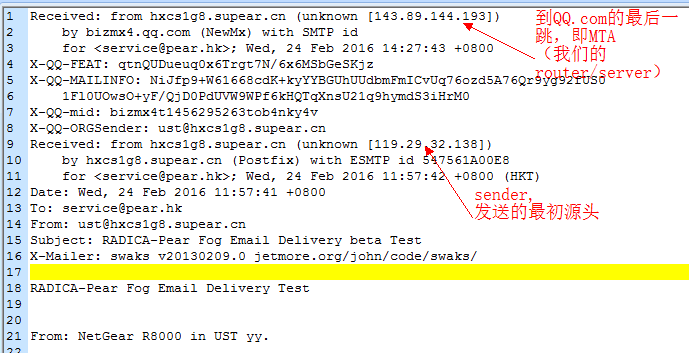 1 Received: from hxcs1g8.supear.cn (unknown [143.89.144.193])
2 by bizmx4.qq.com (NewMx) with SMTP id
3 for <service@pear.hk>; Wed, 24 Feb 2016 14:27:43 +0800
4 X-QQ-FEAT: qtnQUDueuq0x6Trgt7N/6x6MSbGeSKjz
5 X-QQ-MAILINFO: NiJfp9+W61668cdK+kyYYBGUhUUdbmFmICvUq76ozd5A76Qr9yg92fUS0
6 1Fl0UOwsO+yF/QjD0PdUVW9WPf6kHQTqXnsU21q9hymdS3iHrM0
7 X-QQ-mid: bizmx4t1456295263tob4nky4v
8 X-QQ-ORGSender: ust@hxcs1g8.supear.cn
9 Received: from hxcs1g8.supear.cn (unknown [119.29.32.138])
10 by hxcs1g8.supear.cn (Postfix) with ESMTP id 547561A00E8
11 for <service@pear.hk>; Wed, 24 Feb 2016 11:57:42 +0800 (HKT)
12 Date: Wed, 24 Feb 2016 11:57:41 +0800
13 To: service@pear.hk
14 From: ust@hxcs1g8.supear.cn
15 Subject: RADICA-Pear Fog Email Delivery beta Test
16 X-Mailer: swaks v20130209.0 jetmore.org/john/code/swaks/
17
18 RADICA-Pear Fog Email Delivery Test
19
20
21 From: NetGear R8000 in UST yy.
22
到QQ.com的最后一
跳，即MTA
（我们的
router/server）
sender,
发送的最初源头